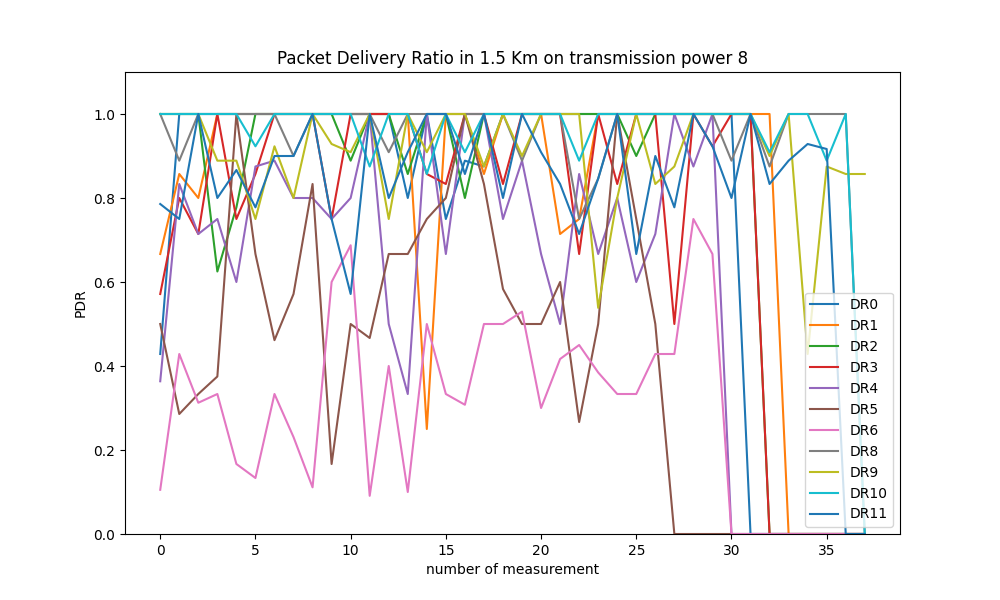 Packet Delivery Ratio in 1.5 Km on transmission power 8
PDR
1.0
0.8
0.6
0.4
0.2
0.0
0 5 10 15 20 25 30 35
number of measurement
DR0
DR1
DR2
DR3
DR4
DR5
DR6
DR8
DR9
DR10
DR11